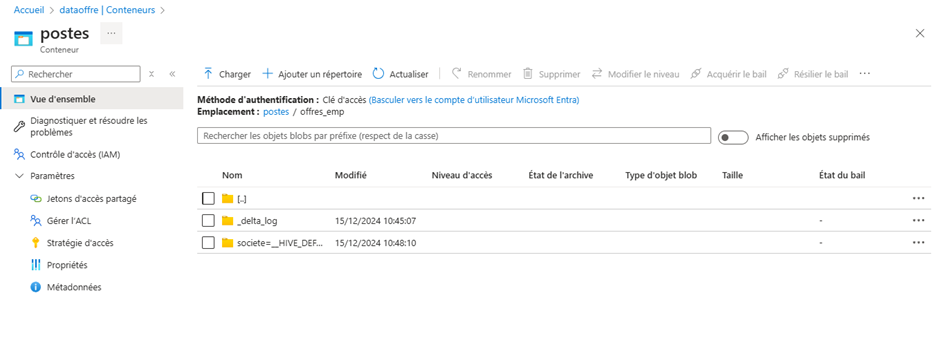 Accueil > dataoffre | Conteneurs >
postes ...
Conteneur
Rechercher
Vue d'ensemble
Diagnostiquer et résoudre les
problèmes
Contrôle d'accès (IAM)
Paramètres
Jetons d'accès partagé
Gérer l'ACL
Stratégie d'accès
Propriétés
Métadonnées
Charger Ajouter un répertoire Actualiser Renommer Supprimer Modifier le niveau Acquérir le bail Résilier le bail ...
Méthode d'authentification : Clé d'accès (Basculer vers le compte d'utilisateur Microsoft Entra)
Emplacement : postes / offres_emp
Rechercher les objets blobs par préfixe (respect de la casse) Afficher les objets supprimés
Nom Modifié Niveau d'accès État de l'archive Type d'objet blob Taille État du bail
[..] ...
_delta_log 15/12/2024 10:45:07 - ...
societe=__HIVE_DEF... 15/12/2024 10:48:10 - ...